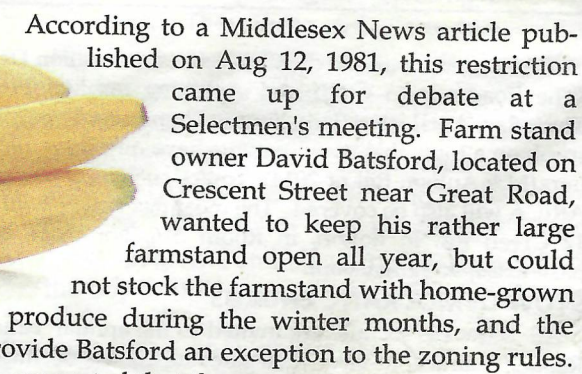 According to a Middlesex News article pub-
lished on Aug 12, 1981, this restriction
came up for debate at a
Selectmen's meeting. Farm stand
owner David Batsford, located on
Crescent Street near Great Road,
wanted to keep his rather large
farmstand open all year, but could
not stock the farmstand with home-grown
produce during the winter months, and the
rovide Batsford an exception to the zoning rules.